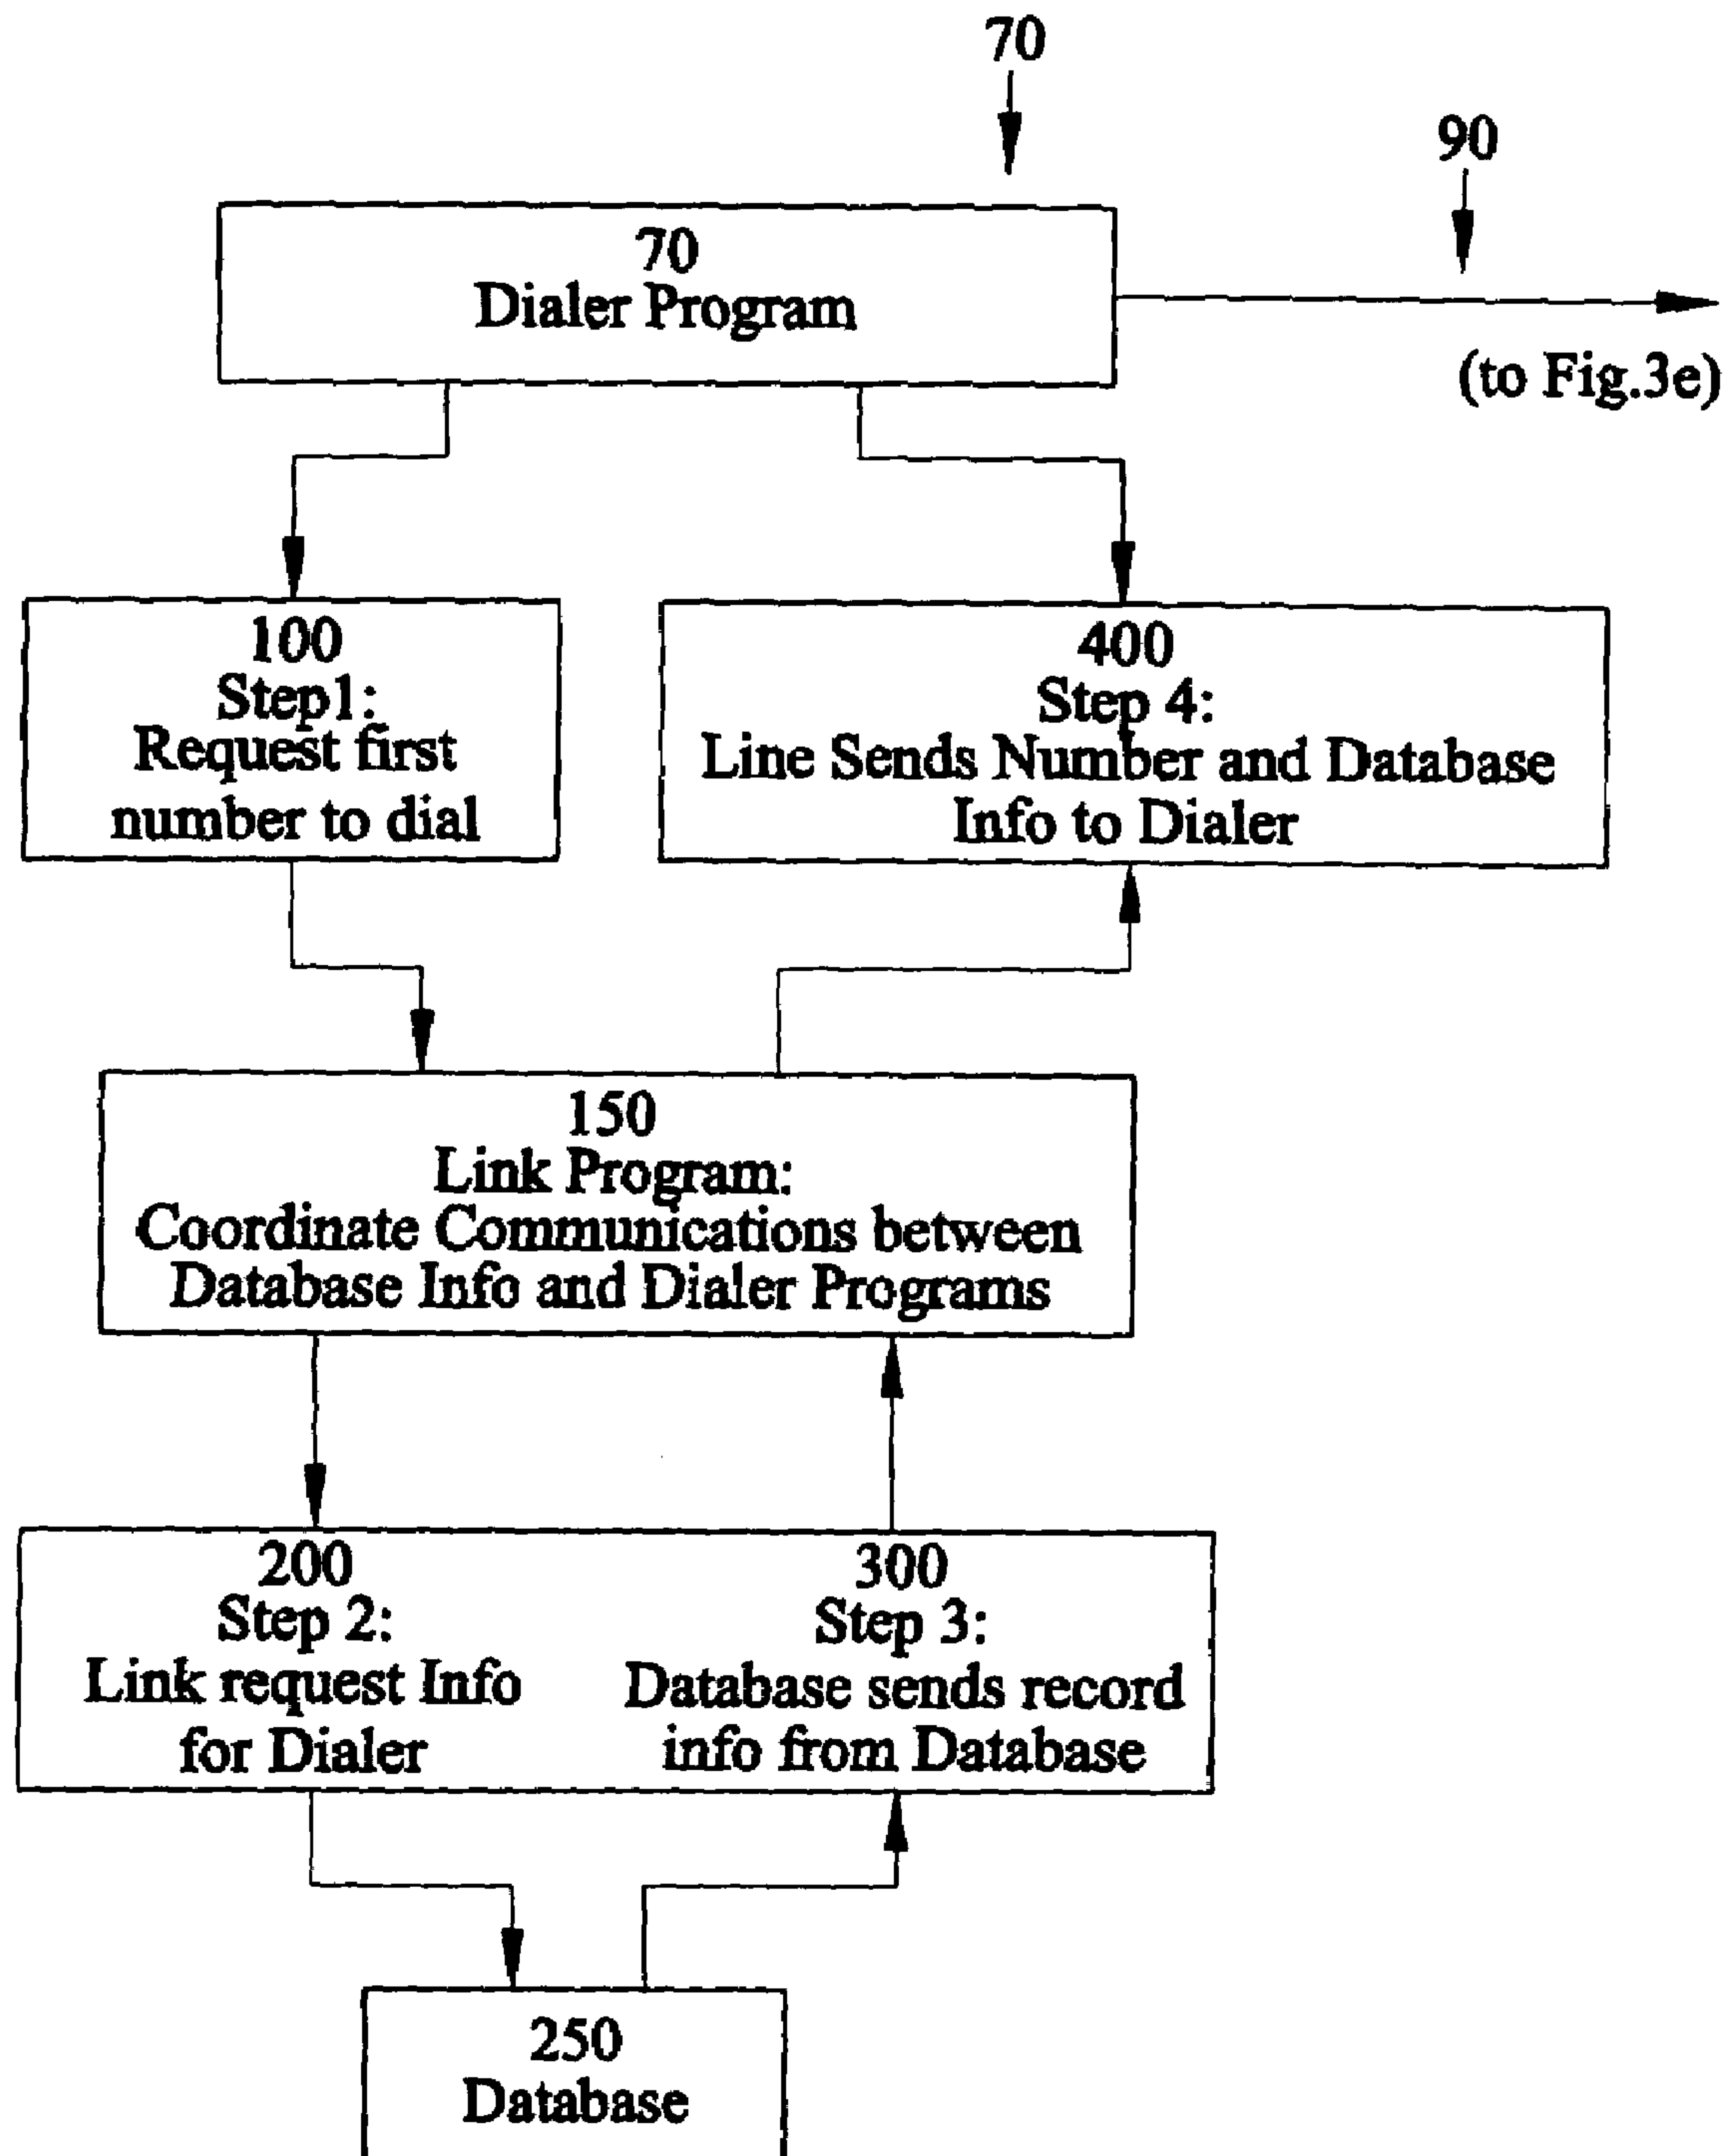 70
90
70
Dialer Program
(to Fig.3e)
100
Step1:
Request first
number to dial
400
Step 4:
Line Sends Number and Database
Info to Dialer
150
Link Program:
Coordinate Communications between
Database Info and Dialer Programs
200
Step 2:
Link request Info
for Dialer
300
Step 3:
Database sends record
info from Database
250
Database